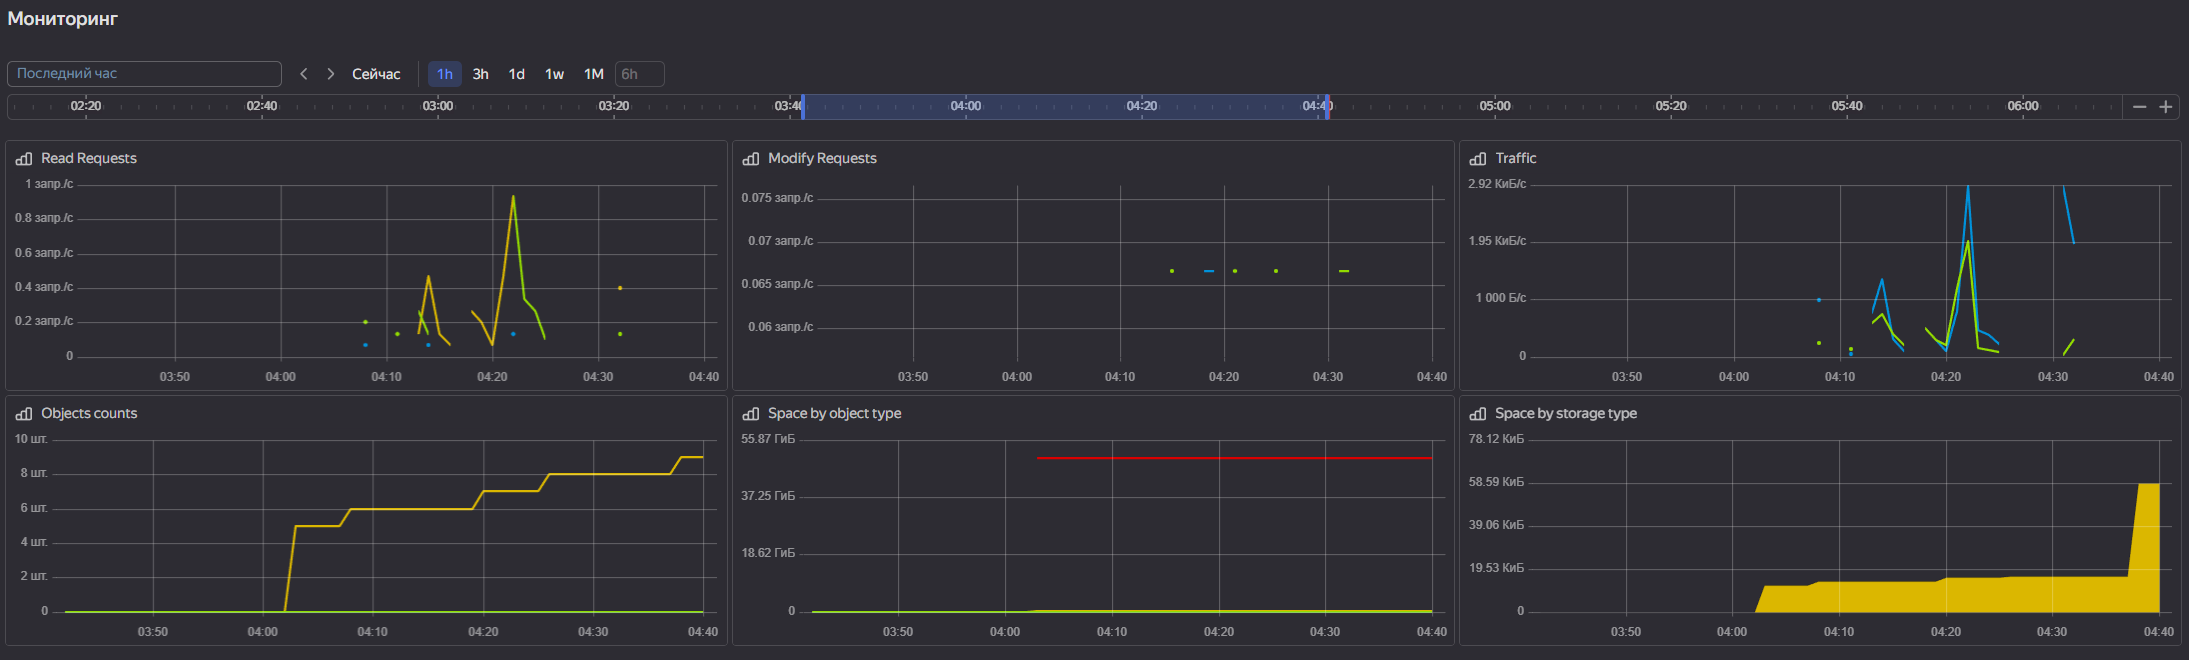 Мониторинг
Последний час
Сейчас 1h 3h 1d 1w 1M 6h
02:20 02:40 03:00 03:20 03:40 04:00 04:20 04:40 05:00 05:20 05:40 06:00
Read Requests
1 запр./с
0.8 запр./с
0.6 запр./с
0.4 запр./с
0.2 запр./с
0
03:50 04:00 04:10 04:20 04:30 04:40
Modify Requests
0.075 запр./с
0.07 запр./с
0.065 запр./с
0.06 запр./с
03:50 04:00 04:10 04:20 04:30 04:40
Traffic
2.92 КиБ/с
1.95 КиБ/с
1 000 Б/с
0
03:50 04:00 04:10 04:20 04:30 04:40
Objects counts
10 шт.
8 шт.
6 шт.
4 шт.
2 шт.
0
03:50 04:00 04:10 04:20 04:30 04:40
Space by object type
55.87 ГиБ
37.25 ГиБ
18.62 ГиБ
0
03:50 04:00 04:10 04:20 04:30 04:40
Space by storage type
78.12 КиБ
58.59 КиБ
39.06 КиБ
19.53 КиБ
0
03:50 04:00 04:10 04:20 04:30 04:40